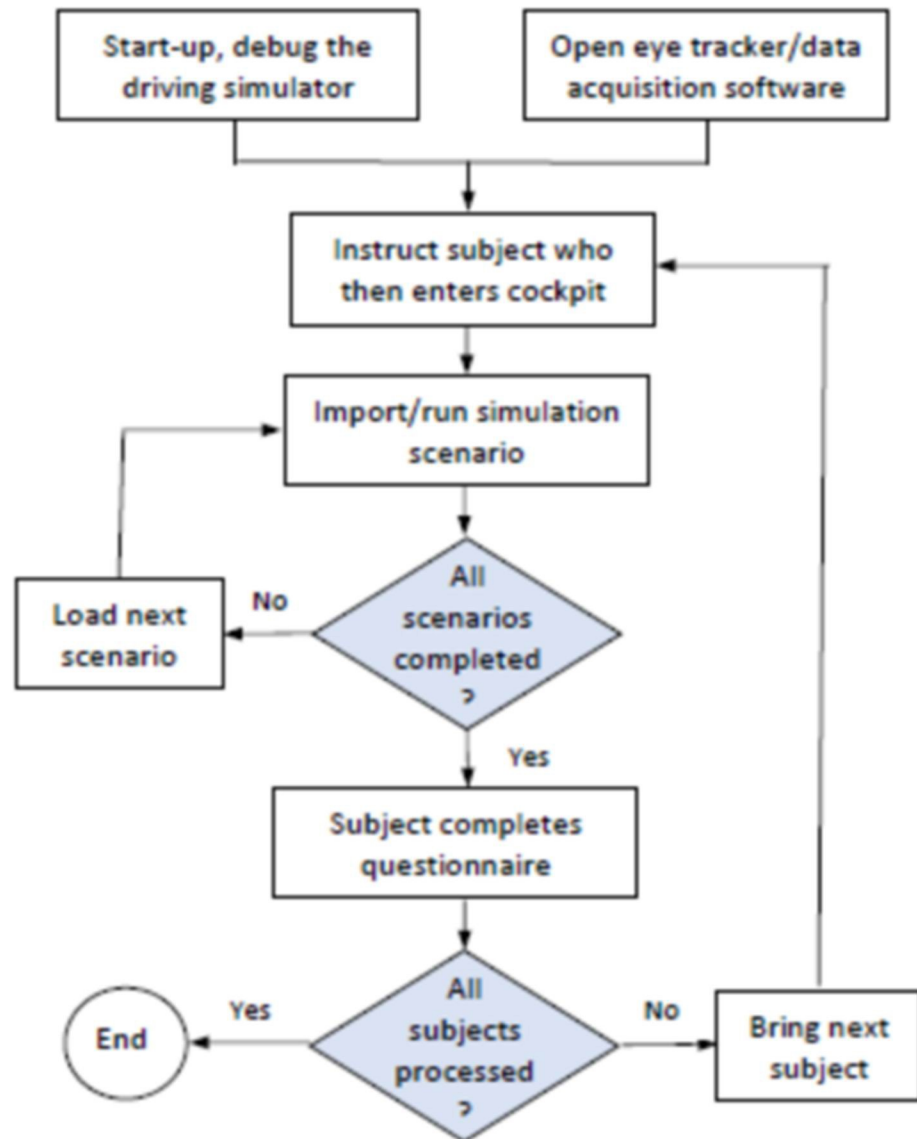 Start-up, debug the
driving simulator
Open eye tracker/data
acquisition software
Instruct subject who
then enters cockpit
Import/run simulation
scenario
All
scenarios
completed
?
No
Load next
scenario
Yes
Subject completes
questionnaire
All
subjects
processed
?
Yes
End
No
Bring next
subject